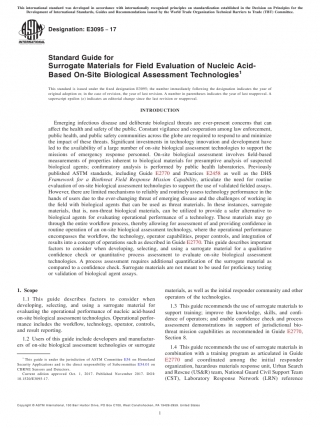 This international standard was developed in accordance with internationally recognized principles on standardization established in the Decision on Principles for the
Development of International Standards, Guides and Recommendations issued by the World Trade Organization Technical Barriers to Trade (TBT) Committee.
Designation: E3095 − 17
Standard Guide for
Surrogate Materials for Field Evaluation of Nucleic Acid-
Based On-Site Biological Assessment Technologies1
This standard is issued under the fixed designation E3095; the number immediately following the designation indicates the year of
original adoption or, in the case of revision, the year of last revision. A number in parentheses indicates the year of last reapproval. A
superscript epsilon (ε) indicates an editorial change since the last revision or reapproval.
INTRODUCTION
Emerging infectious disease and deliberate biological threats are ever-present concerns that can
affect the health and safety of the public. Constant vigilance and cooperation among law enforcement,
public health, and public safety communities across the globe are required to respond to and minimize
the impact of these threats. Significant investments in technology innovation and development have
led to the availability of a large number of on-site biological assessment technologies to support the
missions of emergency response personnel. On-site biological assessment involves field-based
measurements of properties inherent to biological materials for presumptive analysis of suspected
biological agents; confirmatory analysis is performed by public health laboratories. Previously
published ASTM standards, including Guide E2770 and Practices E2458 as well as the DHS
Framework for a Biothreat Field Response Mission Capability, articulate the need for routine
evaluation of on-site biological assessment technologies to support the use of validated fielded assays.
However, there are limited mechanisms to reliably and routinely assess technology performance in the
hands of users due to the ever-changing threat of emerging disease and the challenges of working in
the field with biological agents that can be used as threat materials. In these instances, surrogate
materials, that is, non-threat biological materials, can be utilized to provide a safer alternative to
biological agents for evaluating operational performance of a technology. These materials may go
through the entire workflow process, thereby allowing for assessment of and providing confidence in
routine operation of an on-site biological assessment technology, where the operational performance
encompasses the workflow, the technology, operator capabilities, proper controls, and integration of
results into a concept of operations such as described in Guide E2770. This guide describes important
factors to consider when developing, selecting, and using a surrogate material for a qualitative
confidence check or quantitative process assessment to evaluate on-site biological assessment
technologies. A process assessment requires additional quantification of the surrogate material as
compared to a confidence check. Surrogate materials are not meant to be used for proficiency testing
or validation of biological agent assays.
1. Scope
1.1 This guide describes factors to consider when
developing, selecting, and using a surrogate material for
evaluating the operational performance of nucleic acid-based
on-site biological assessment technologies. Operational perfor-
mance includes the workflow, technology, operator, controls,
and result reporting.
1.2 Users of this guide include developers and manufactur-
ers of on-site biological assessment technologies or surrogate
1 This guide is under the jurisdiction of ASTM Committee E54 on Homeland
Security Applications and is the direct responsibility of Subcommittee E54.01 on
CBRNE Sensors and Detectors.
Current edition approved Oct. 1, 2017. Published November 2017. DOI:
10.1520/E3095-17.
materials, as well as the initial responder community and other
operators of the technologies.
1.3 This guide recommends the use of surrogate materials to
support training, improve the knowledge, skills, and confi-
dence of operators; and enable confidence check and process
assessment demonstrations in support of jurisdictional bio-
threat mission capabilities as recommended in Guide E2770;
Section 8.
1.4 This guide recommends the use of surrogate materials in
combination with a training program as articulated in Guide
E2770 and coordinated among the initial responder
organization, hazardous materials response unit, Urban Search
and Rescue (US&R) team, National Guard Civil Support Team
(CST), Laboratory Response Network (LRN) reference
Copyright © ASTM International, 100 Barr Harbor Drive, PO Box C700, West Conshohocken, PA 19428-2959. United States
1